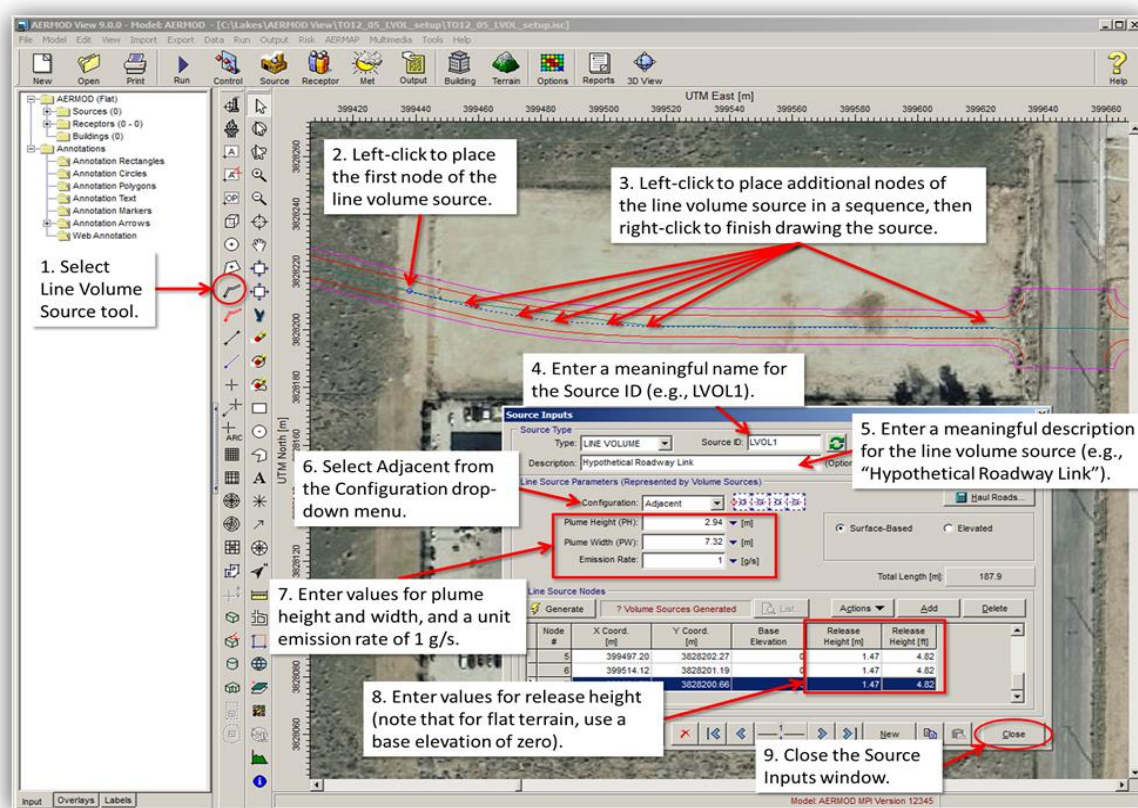 AERMOD View 9.0.0 - Model: AERMOD - [C:\Lakes\AERMOD View\TO12_05_LVOL_setup\TO12_05_LVOL_setup.isc]
File Model Edit View Import Export Data Run Output Risk AERMAP Multimedia Tools Help
New Open Print Run Control Source Receptor Met Output Building Terrain Options Reports 3D View Help
AERMOD (Flat)
Sources (0)
Receptors (0 - 0)
Buildings (0)
Annotations
Annotation Rectangles
Annotation Circles
Annotation Polygons
Annotation Text
Annotation Markers
Annotation Arrows
Web Annotation
UTM East [m]
399420 399440 399460 399480 399500 399520 399540 399560 399580 399600 399620 399640 399660
UTM North [m]
3828260
3828240
3828220
3828200
3828180
3828160
3828120
3828060
A
A
OP
ARC
A
1. Select
Line Volume
Source tool.
2. Left-click to place
the first node of the
line volume source.
3. Left-click to place additional nodes of
the line volume source in a sequence, then
right-click to finish drawing the source.
4. Enter a meaningful name for
the Source ID (e.g., LVOL1).
5. Enter a meaningful description
for the line volume source (e.g.,
“Hypothetical Roadway Link”).
6. Select Adjacent from
the Configuration drop-
down menu.
7. Enter values for plume
height and width, and a unit
emission rate of 1 g/s.
8. Enter values for release height
(note that for flat terrain, use a
base elevation of zero).
9. Close the Source
Inputs window.
Source Inputs
Source Type
Type: LINE VOLUME Source ID: LVOL1
Description: Hypothetical Roadway Link
Line Source Parameters (Represented by Volume Sources)
Configuration: Adjacent Haul Roads...
Plume Height (PH): 2.94 [m]
Plume Width (PW): 7.32 [m]
Emission Rate: 1 [g/s]
Surface-Based Elevated
Total Length [m]: 187.9
Line Source Nodes
Generate ? Volume Sources Generated List... Actions Add Delete
Node # X Coord. [m] Y Coord. [m] Base Elevation Release Height [m] Release Height [ft]
5 399497.20 3828202.27 0 1.47 4.82
6 399514.12 3828201.19 0 1.47 4.82
3828200.66 1.47 4.82
1 New Close
Input Overlays Labels
Model: AERMOD MPI Version 12345